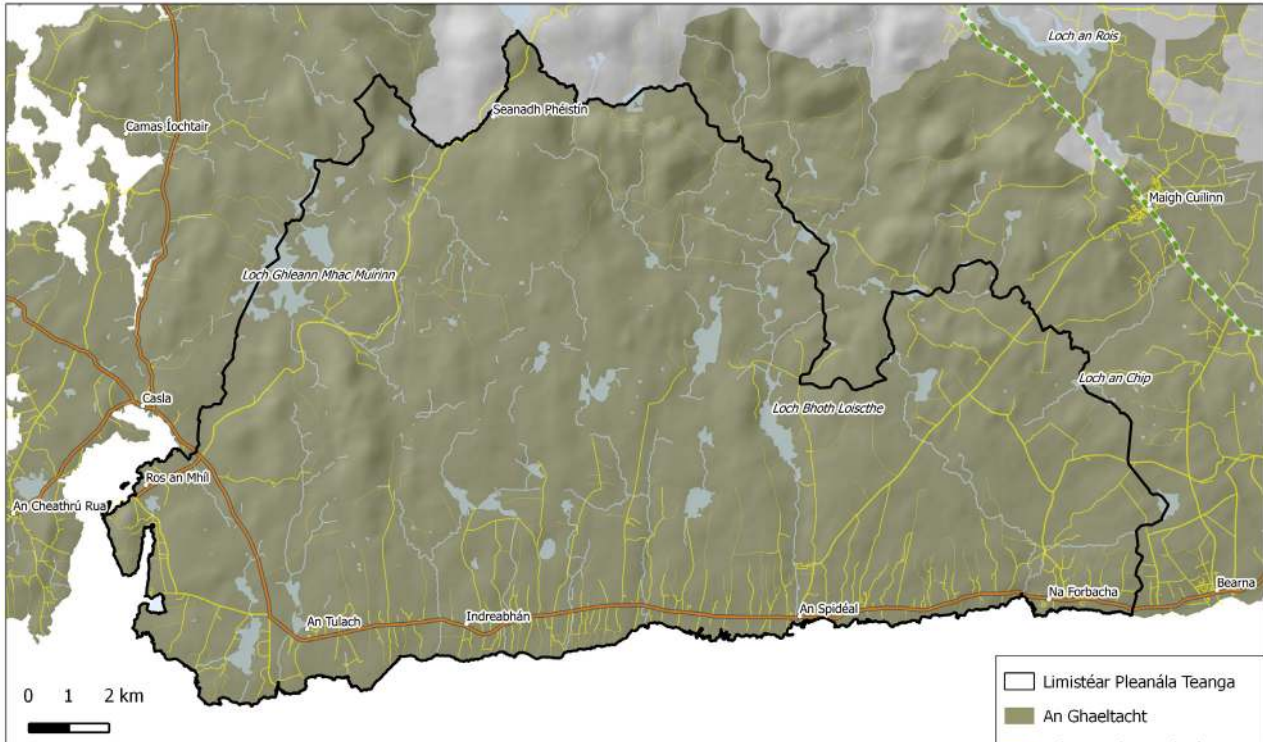 Loch an Rois
Seanadh Phéistín
Camas Íochtair
Maigh Cuilinn
Loch Ghleann Mhac Muirinn
Loch an Chip
Casla
Loch Bhoth Loiscthe
Ros an Mhíl
An Cheathrú Rua
Bearna
Na Forbacha
An Spidéal
Indreabhán
An Tulach
0 1 2 km
Limistéar Pleanála Teanga
An Ghaeltacht